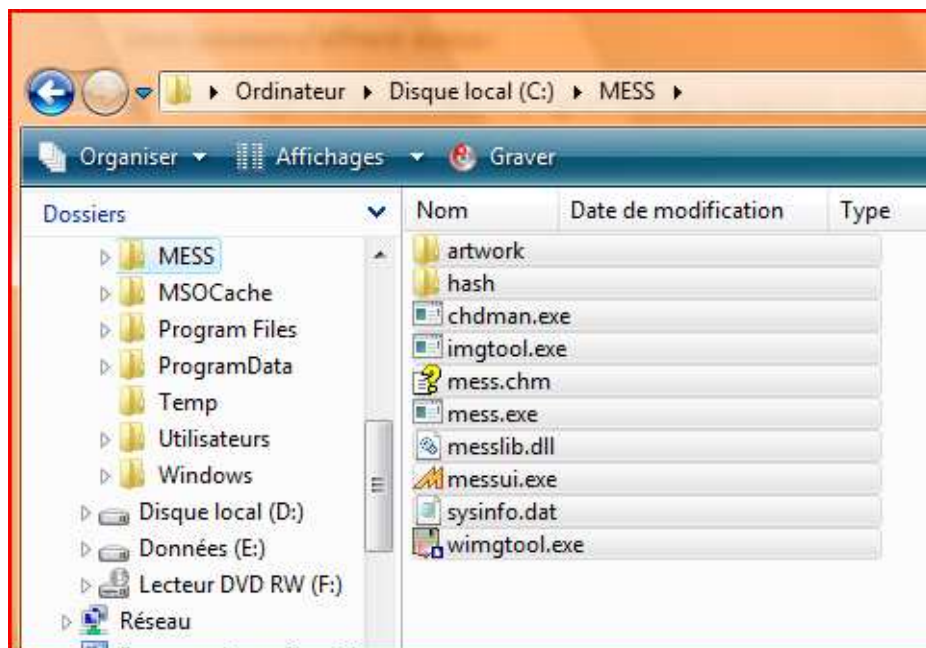 Ordinateur Disque local (C:) MESS
Organiser Affichages Graver
Dossiers
MESS
MSOCache
Program Files
ProgramData
Temp
Utilisateurs
Windows
Disque local (D:)
Données (E:)
Lecteur DVD RW (F:)
Réseau
Nom Date de modification Type
artwork
hash
chdman.exe
imgtool.exe
mess.chm
mess.exe
messlib.dll
messui.exe
sysinfo.dat
wimgtool.exe